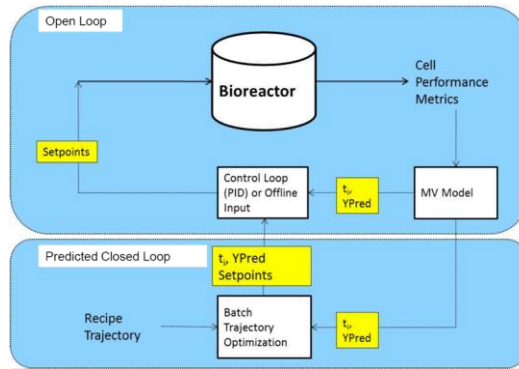 Open Loop
Bioreactor
Cell
Performance
Metrics
Setpoints
Control Loop
(PID) or Offline
Input
ti,
YPred
MV Model
Predicted Closed Loop
ti, YPred
Setpoints
Recipe
Trajectory
Batch
Trajectory
Optimization
ti,
YPred